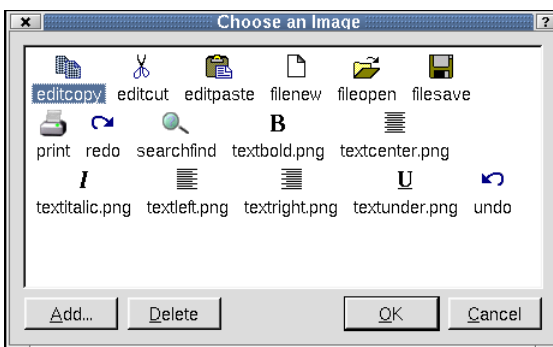 Choose an Image ?
editcopy editcut editpaste filenew fileopen filesave
B
print redo searchfind textbold.png textcenter.png
I U
textitalic.png textleft.png textright.png textunder.png undo
Add... Delete OK Cancel